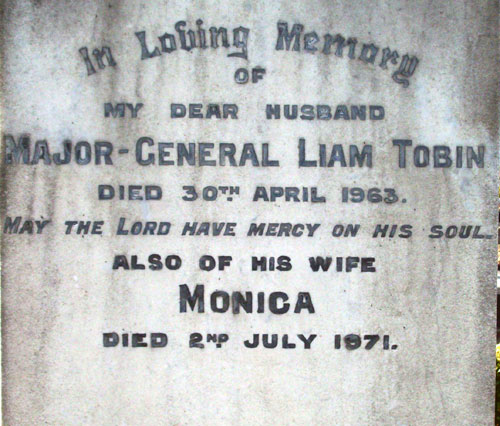 In Loving Memory
OF
MY DEAR HUSBAND
MAJOR-GENERAL LIAM TOBIN
DIED 30TH APRIL 1963.
MAY THE LORD HAVE MERCY ON HIS SOUL.
ALSO OF HIS WIFE
MONICA
DIED 2ND JULY 1971.